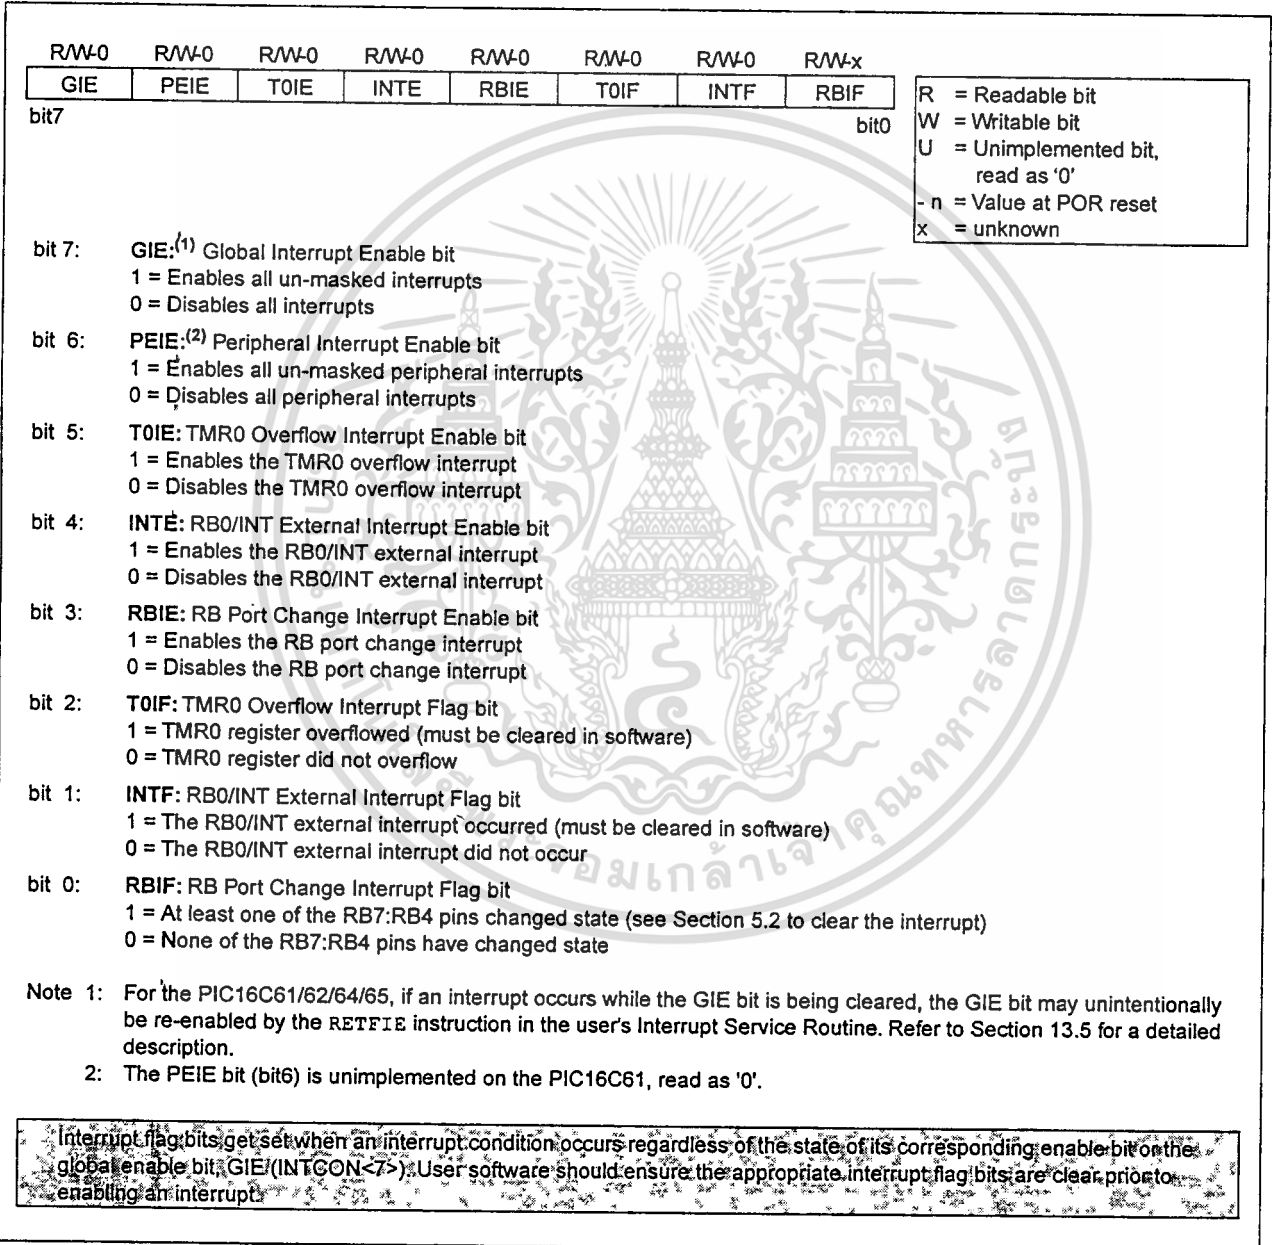 R/W-0 R/W-0 R/W-0 R/W-0 R/W-0 R/W-0 R/W-0 R/W-x
GIE PEIE T0IE INTE RBIE T0IF INTF RBIF
bit7 bit0
R = Readable bit
W = Writable bit
U = Unimplemented bit,
read as ‘0’
- n = Value at POR reset
x = unknown
bit 7: GIE:(1) Global Interrupt Enable bit
1 = Enables all un-masked interrupts
0 = Disables all interrupts
bit 6: PEIE:(2) Peripheral Interrupt Enable bit
1 = Enables all un-masked peripheral interrupts
0 = Disables all peripheral interrupts
bit 5: T0IE: TMR0 Overflow Interrupt Enable bit
1 = Enables the TMR0 overflow interrupt
0 = Disables the TMR0 overflow interrupt
bit 4: INTE: RB0/INT External Interrupt Enable bit
1 = Enables the RB0/INT external interrupt
0 = Disables the RB0/INT external interrupt
bit 3: RBIE: RB Port Change Interrupt Enable bit
1 = Enables the RB port change interrupt
0 = Disables the RB port change interrupt
bit 2: T0IF: TMR0 Overflow Interrupt Flag bit
1 = TMR0 register overflowed (must be cleared in software)
0 = TMR0 register did not overflow
bit 1: INTF: RB0/INT External Interrupt Flag bit
1 = The RB0/INT external interrupt occurred (must be cleared in software)
0 = The RB0/INT external interrupt did not occur
bit 0: RBIF: RB Port Change Interrupt Flag bit
1 = At least one of the RB7:RB4 pins changed state (see Section 5.2 to clear the interrupt)
0 = None of the RB7:RB4 pins have changed state
Note 1: For the PIC16C61/62/64/65, if an interrupt occurs while the GIE bit is being cleared, the GIE bit may unintentionally
be re-enabled by the RETFIE instruction in the user's Interrupt Service Routine. Refer to Section 13.5 for a detailed
description.
2: The PEIE bit (bit6) is unimplemented on the PIC16C61, read as '0'.
Interrupt flag bits get set when an interrupt condition occurs regardless of the state of its corresponding enable bit or the
global enable bit, GIE (INTCON<7>). User software should ensure the appropriate interrupt flag bits are clear prior to
enabling an interrupt.